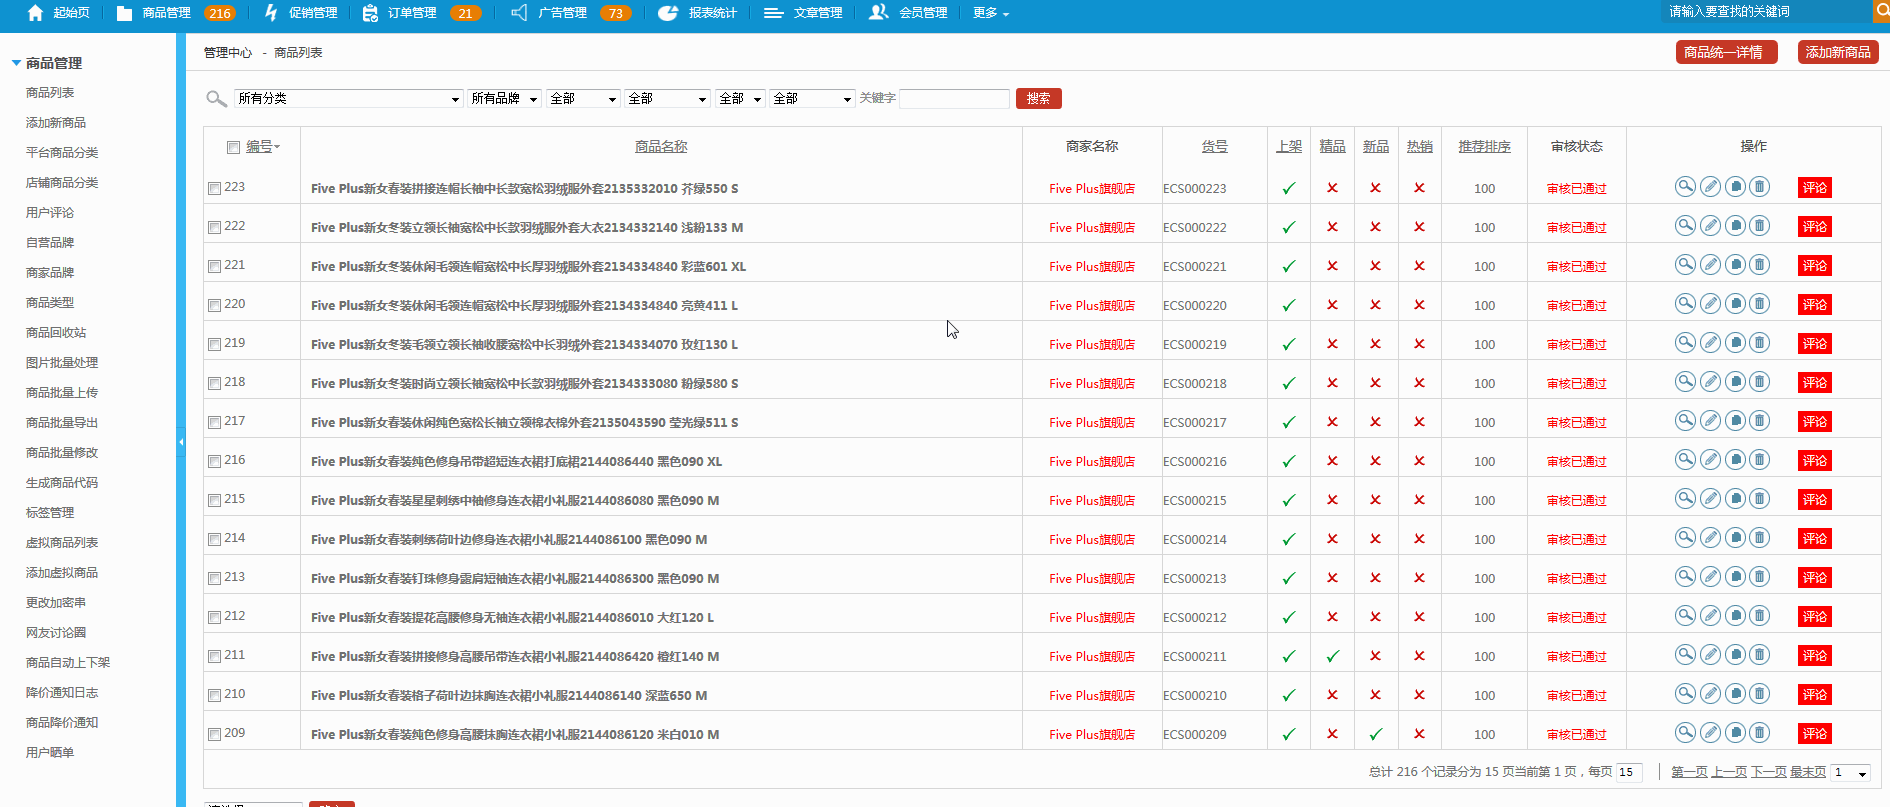 起始页 商品管理 216 促销管理 订单管理 21 广告管理 73 报表统计 文章管理 会员管理 更多 请输入要查找的关键词
商品管理
商品列表
添加新商品
平台商品分类
店铺商品分类
用户评论
自营品牌
商家品牌
商品类型
商品回收站
图片批量处理
商品批量上传
商品批量导出
商品批量修改
生成商品代码
标签管理
虚拟商品列表
添加虚拟商品
更改加密串
网友讨论圈
商品自动上下架
降价通知日志
商品降价通知
用户晒单
管理中心 - 商品列表 商品统一详情 添加新商品
所有分类 所有品牌 全部 全部 全部 全部 关键字 搜索
编号 商品名称 商家名称 货号 上架 精品 新品 热销 推荐排序 审核状态 操作
223 Five Plus新女春装拼接连帽长袖中长款宽松羽绒服外套2135332010 芥绿550 S Five Plus旗舰店 ECS000223 100 审核已通过 评论
222 Five Plus新女冬装立领长袖宽松中长款羽绒服外套大衣2134332140 浅粉133 M Five Plus旗舰店 ECS000222 100 审核已通过 评论
221 Five Plus新女冬装休闲毛领连帽宽松中长厚羽绒服外套2134334840 彩蓝601 XL Five Plus旗舰店 ECS000221 100 审核已通过 评论
220 Five Plus新女冬装休闲毛领连帽宽松中长厚羽绒服外套2134334840 亮黄411 L Five Plus旗舰店 ECS000220 100 审核已通过 评论
219 Five Plus新女冬装毛领立领长袖收腰宽松中长羽绒外套2134334070 玫红130 L Five Plus旗舰店 ECS000219 100 审核已通过 评论
218 Five Plus新女冬装时尚立领长袖宽松中长款羽绒服外套2134333080 粉绿580 S Five Plus旗舰店 ECS000218 100 审核已通过 评论
217 Five Plus新女春装休闲纯色宽松长袖立领棉衣棉外套2135043590 莹光绿511 S Five Plus旗舰店 ECS000217 100 审核已通过 评论
216 Five Plus新女春装纯色修身吊带超短连衣裙打底裙2144086440 黑色090 XL Five Plus旗舰店 ECS000216 100 审核已通过 评论
215 Five Plus新女春装星星刺绣中袖修身连衣裙小礼服2144086080 黑色090 M Five Plus旗舰店 ECS000215 100 审核已通过 评论
214 Five Plus新女春装刺绣荷叶边修身连衣裙小礼服2144086100 黑色090 M Five Plus旗舰店 ECS000214 100 审核已通过 评论
213 Five Plus新女春装钉珠修身露肩短袖连衣裙小礼服2144086300 黑色090 M Five Plus旗舰店 ECS000213 100 审核已通过 评论
212 Five Plus新女春装提花高腰修身无袖连衣裙小礼服2144086010 大红120 L Five Plus旗舰店 ECS000212 100 审核已通过 评论
211 Five Plus新女春装拼接修身高腰吊带连衣裙小礼服2144086420 橙红140 M Five Plus旗舰店 ECS000211 100 审核已通过 评论
210 Five Plus新女春装格子荷叶边抹胸连衣裙小礼服2144086140 深蓝650 M Five Plus旗舰店 ECS000210 100 审核已通过 评论
209 Five Plus新女春装纯色修身高腰抹胸连衣裙小礼服2144086120 米白010 M Five Plus旗舰店 ECS000209 100 审核已通过 评论
总计 216 个记录分为 15 页当前第 1 页，每页 15 第一页 上一页 下一页 最末页 1